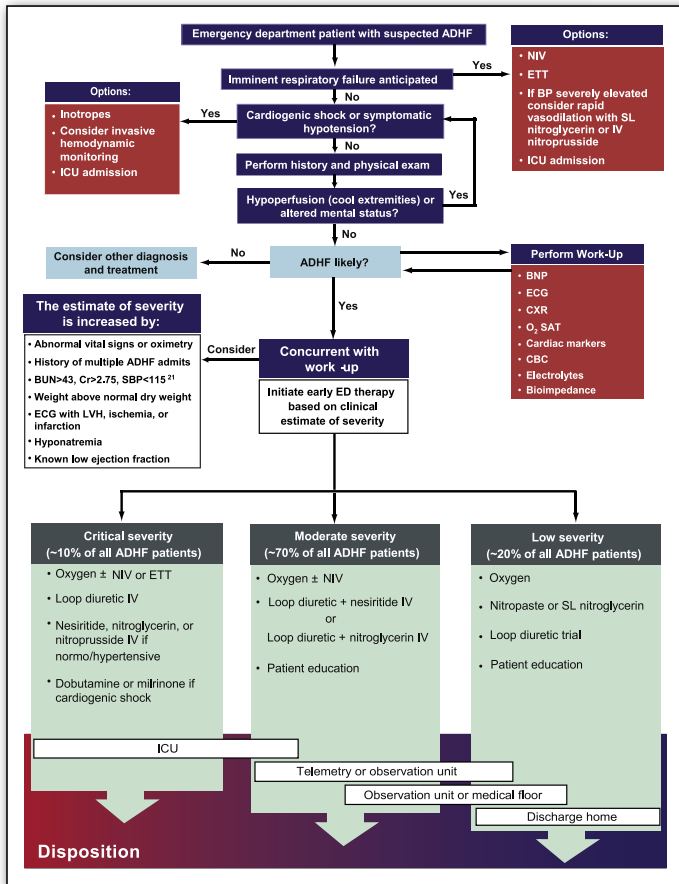 Emergency department patient with suspected ADHF
Options:
• NIV
• ETT
• If BP severely elevated
consider rapid
vasodilation with SL
nitroglycerin or IV
nitroprusside
• ICU admission
Yes
Imminent respiratory failure anticipated
No
Options:
• Inotropes
• Consider invasive
hemodynamic
monitoring
• ICU admission
Yes
Cardiogenic shock or symptomatic
hypotension?
No
Perform history and physical exam
Hypoperfusion (cool extremities) or
altered mental status?
Yes
No
Consider other diagnosis
and treatment
No
ADHF likely?
Perform Work-Up
• BNP
• ECG
• CXR
• O2 SAT
• Cardiac markers
• CBC
• Electrolytes
• Bioimpedance
Yes
The estimate of severity
is increased by:
• Abnormal vital signs or oximetry
• History of multiple ADHF admits
• BUN>43, Cr>2.75, SBP<115 21
• Weight above normal dry weight
• ECG with LVH, ischemia, or
infarction
• Hyponatremia
• Known low ejection fraction
Consider
Concurrent with
work -up
Initiate early ED therapy
based on clinical
estimate of severity
Critical severity
(~10% of all ADHF patients)
• Oxygen ± NIV or ETT
• Loop diuretic IV
• Nesiritide, nitroglycerin, or
nitroprusside IV if
normo/hypertensive
• Dobutamine or milrinone if
cardiogenic shock
Moderate severity
(~70% of all ADHF patients)
• Oxygen ± NIV
• Loop diuretic + nesiritide IV
or
Loop diuretic + nitroglycerin IV
• Patient education
Low severity
(~20% of all ADHF patients)
• Oxygen
• Nitropaste or SL nitroglycerin
• Loop diuretic trial
• Patient education
ICU
Telemetry or observation unit
Observation unit or medical floor
Discharge home
Disposition